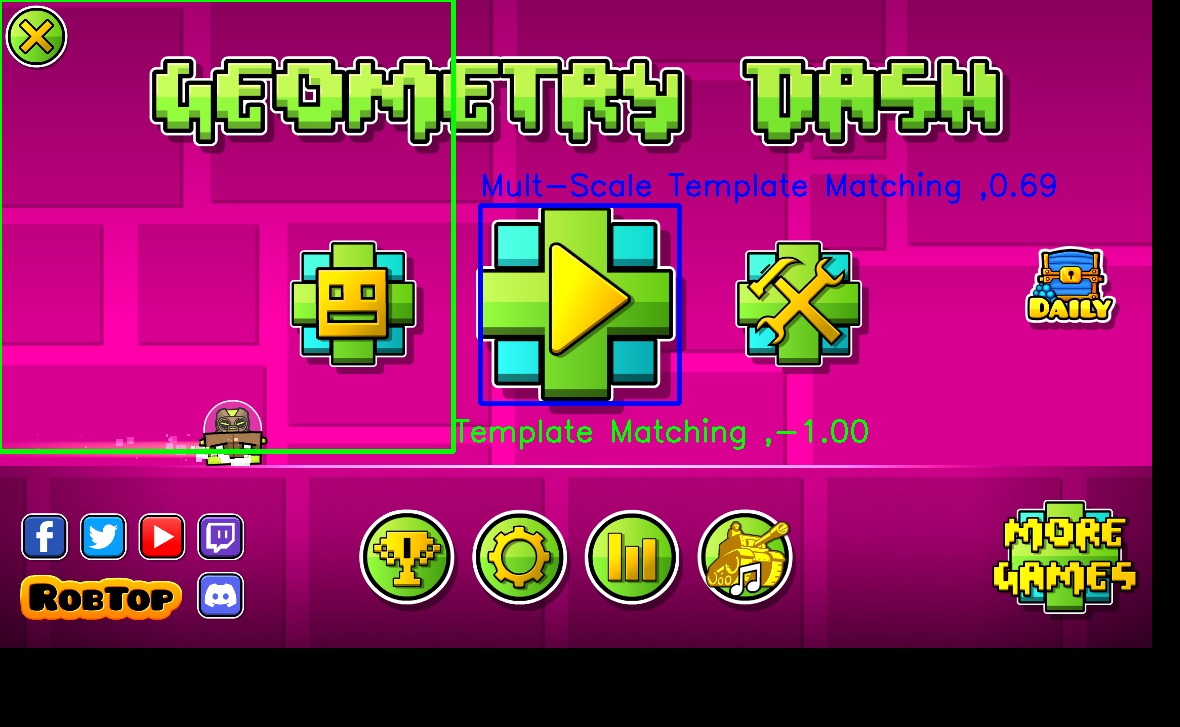 GEOMETRY DASH
Mult-Scale Template Matching ,0.69
DAILY
Template Matching ,-1.00
MORE
GAMES
ROBTOP